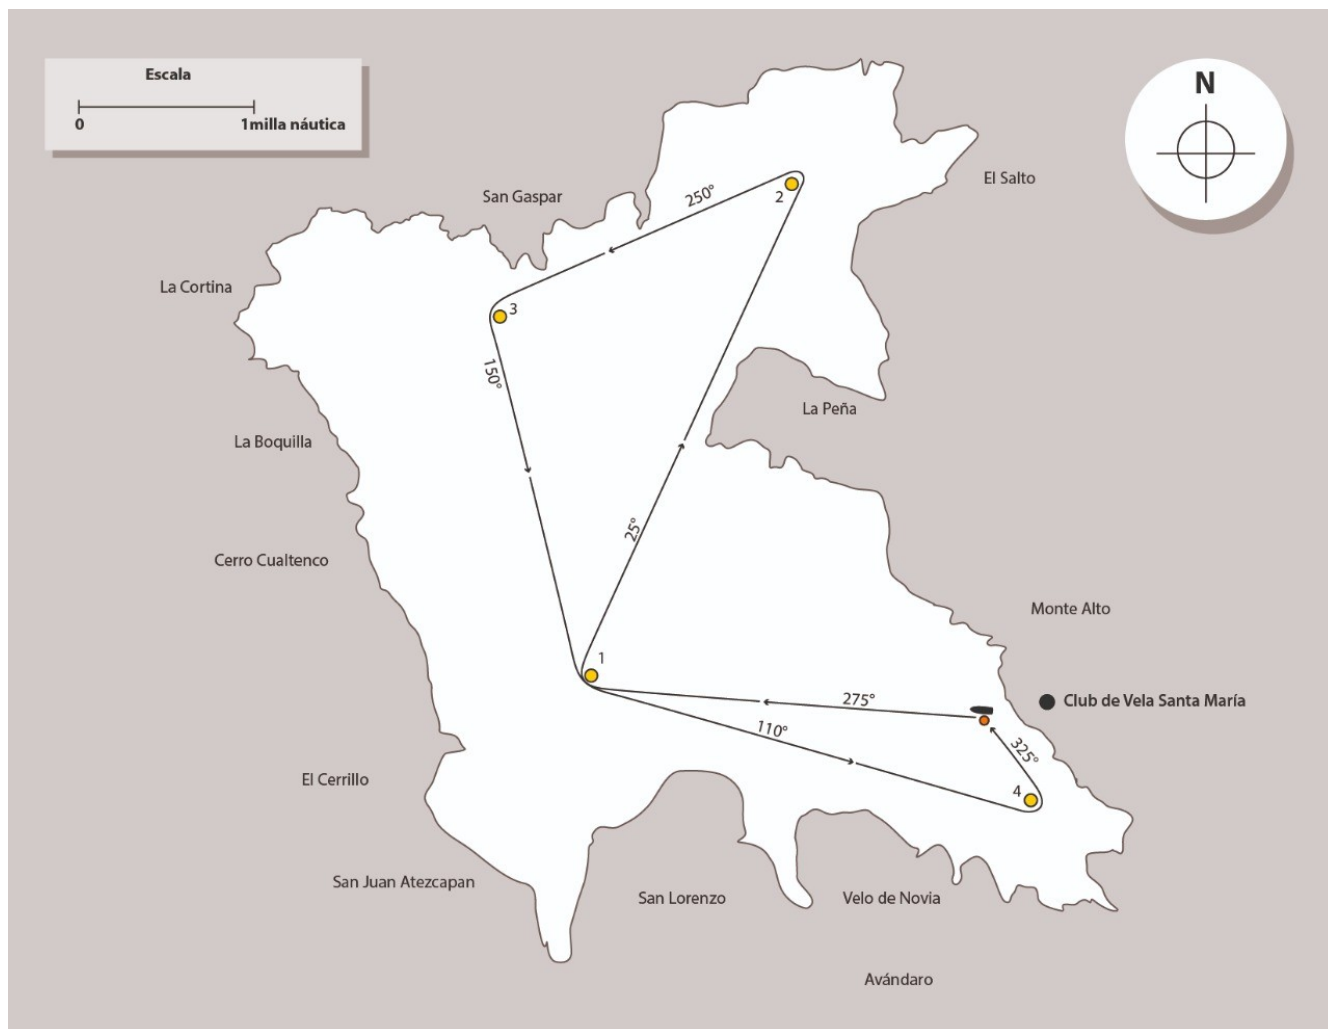 Escala
0
1milla náutica
N
El Salto
San Gaspar
2
250°
La Cortina
3
150°
La Peña
La Boquilla
25°
Cerro Cualtenco
Monte Alto
1
Club de Vela Santa María
275°
110°
325°
4
El Cerrillo
San Juan Atezcapan
San Lorenzo
Velo de Novia
Avándaro